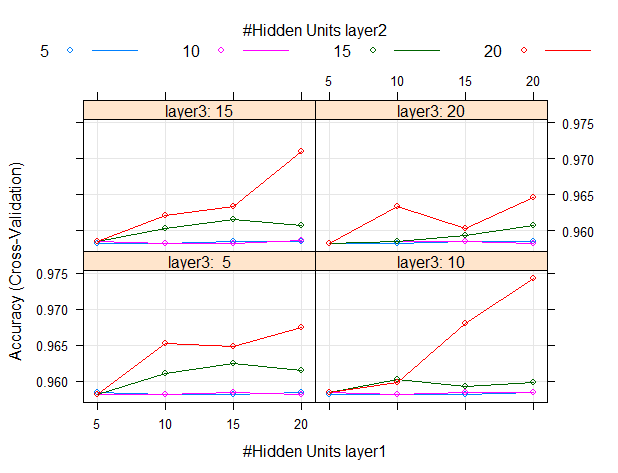 #Hidden Units layer2
5 10 15 20
5 10 15 20
layer3: 15 layer3: 20
0.975
0.970
0.965
0.960
Accuracy (Cross-Validation)
layer3: 5 layer3: 10
0.975
0.970
0.965
0.960
5 10 15 20
#Hidden Units layer1